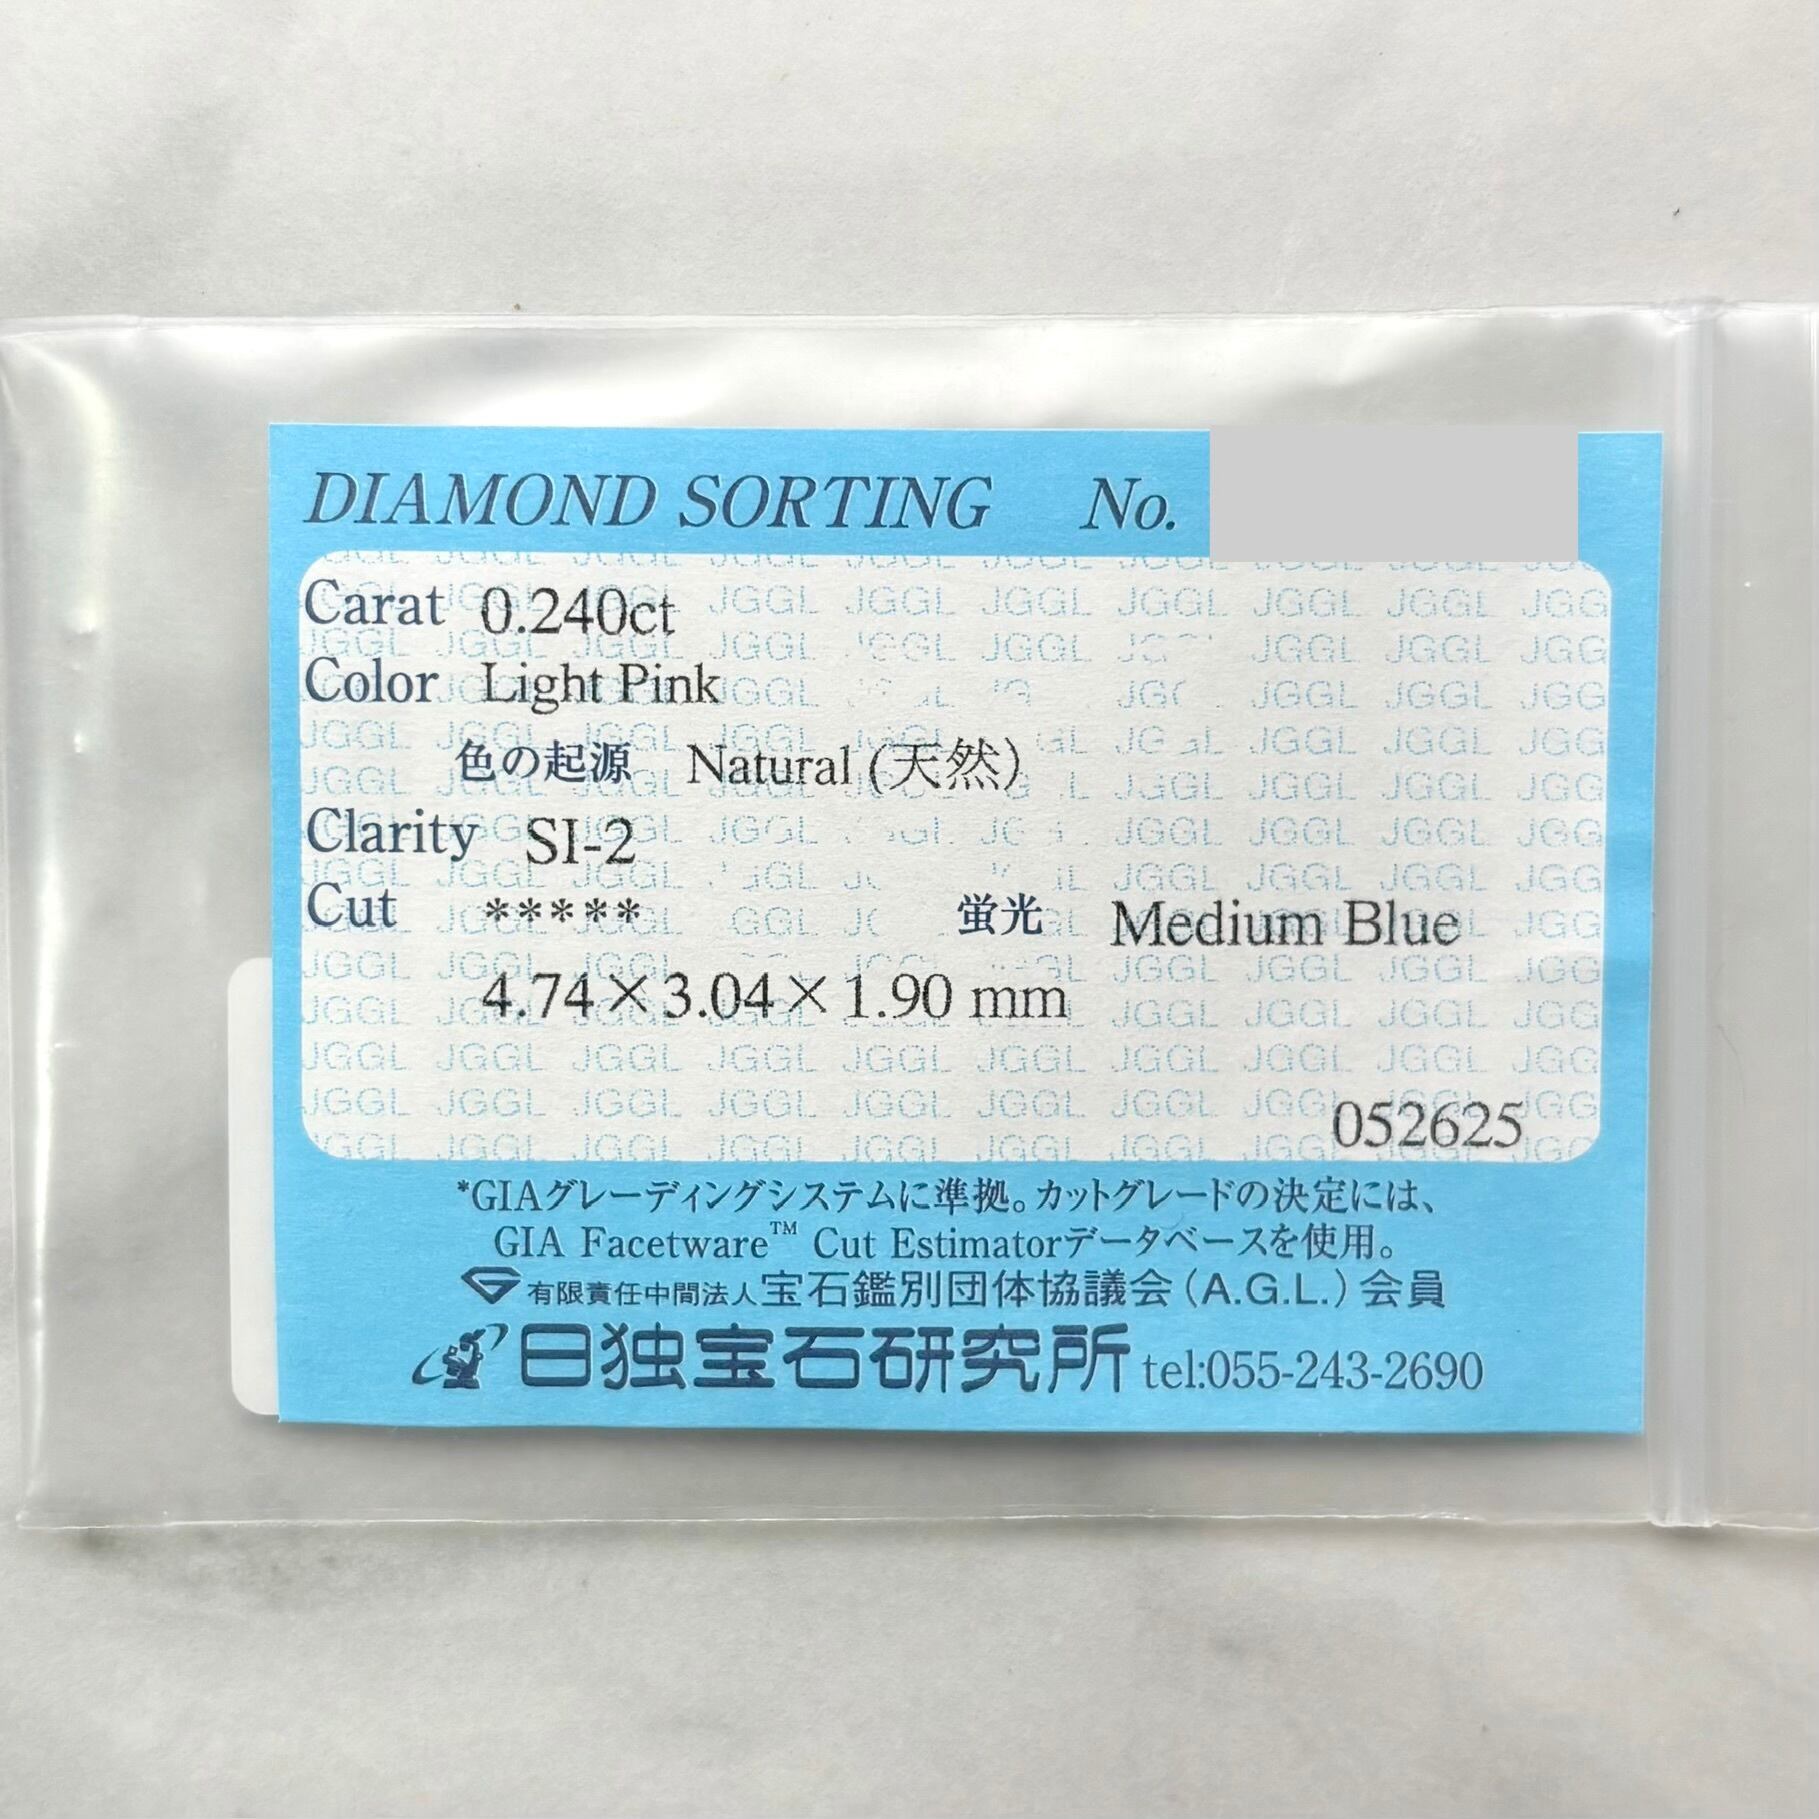 DIAMOND SORTING No.
Carat 0.240ct
Color Light Pink
色の起源 Natural (天然)
Clarity SI-2
Cut ***** 蛍光 Medium Blue
4.74×3.04×1.90 mm
052625
*GIAグレーディングシステムに準拠。カットグレードの決定には、
GIA Facetware™ Cut Estimatorデータベースを使用。
有限責任中間法人宝石鑑別団体協議会(A.G.L.)会員
日独宝石研究所 tel:055-243-2690